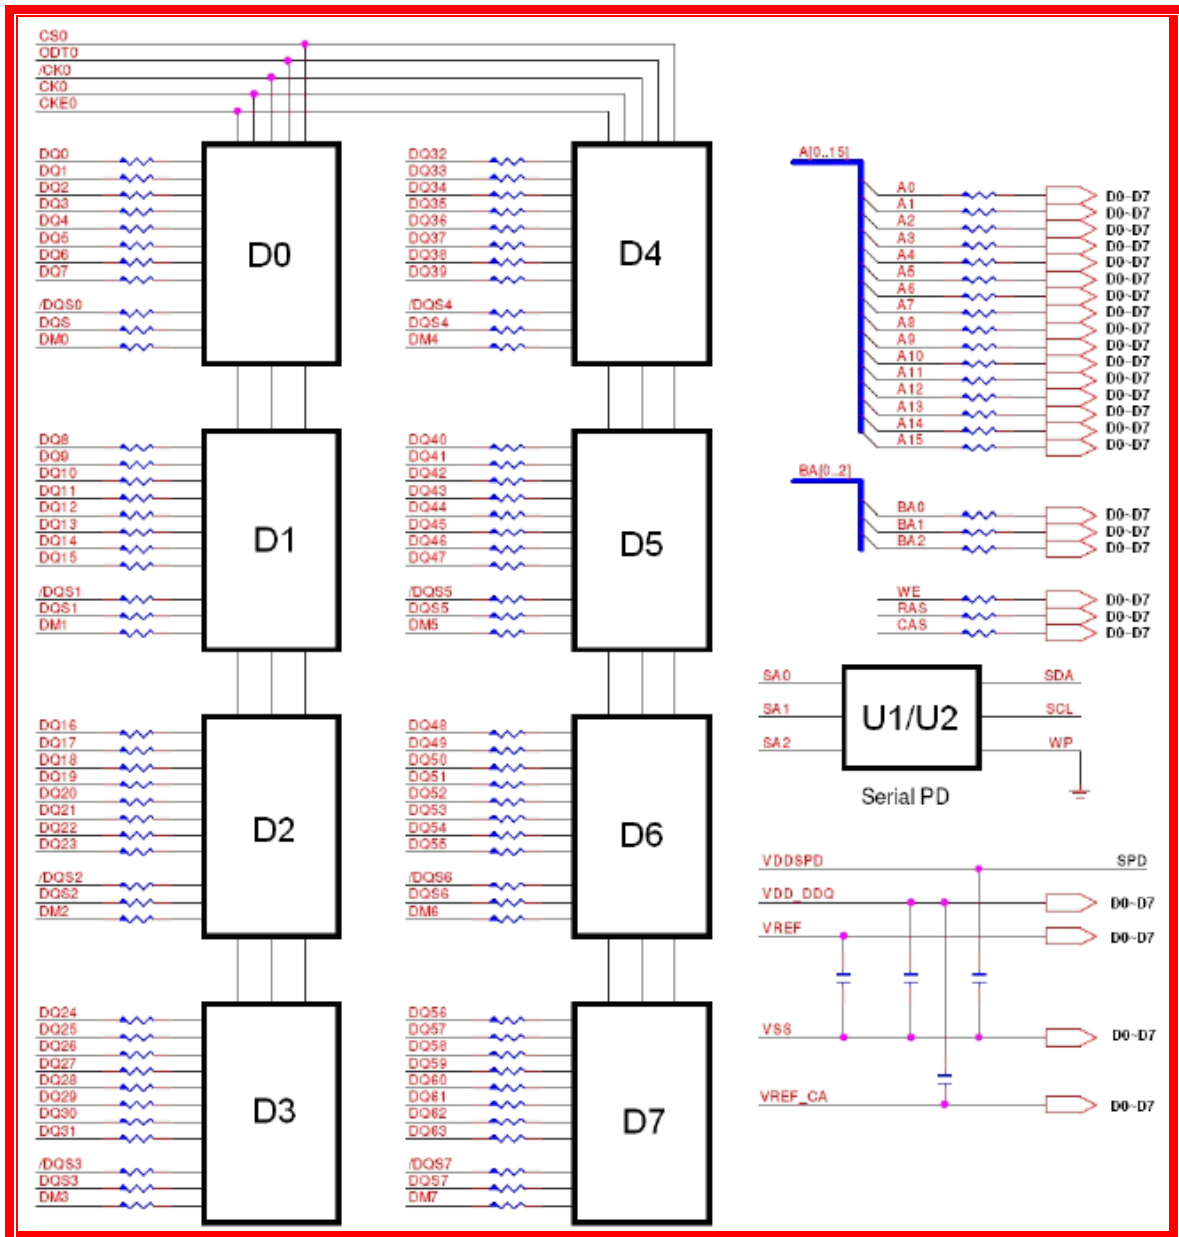 CS0
ODT0
/CK0
CK0
CKE0
DQ0
DQ1
DQ2
DQ3
DQ4
DQ5
DQ6
DQ7
/DQS0
DQS
DM0
D0
DQ32
DQ33
DQ34
DQ35
DQ36
DQ37
DQ38
DQ39
/DQS4
DQS4
DM4
D4
DQ8
DQ9
DQ10
DQ11
DQ12
DQ13
DQ14
DQ15
/DQS1
DQS1
DM1
D1
DQ40
DQ41
DQ42
DQ43
DQ44
DQ45
DQ46
DQ47
/DQS5
DQS5
DM5
D5
DQ16
DQ17
DQ18
DQ19
DQ20
DQ21
DQ22
DQ23
/DQS2
DQS2
DM2
D2
DQ48
DQ49
DQ50
DQ51
DQ52
DQ53
DQ54
DQ55
/DQS6
DQS6
DM6
D6
DQ24
DQ25
DQ26
DQ27
DQ28
DQ29
DQ30
DQ31
/DQS3
DQS3
DM3
D3
DQ56
DQ57
DQ58
DQ59
DQ60
DQ61
DQ62
DQ63
/DQS7
DQS7
DM7
D7
A[0..15]
A0 D0~D7
A1 D0~D7
A2 D0~D7
A3 D0~D7
A4 D0~D7
A5 D0~D7
A6 D0~D7
A7 D0~D7
A8 D0~D7
A9 D0~D7
A10 D0~D7
A11 D0~D7
A12 D0~D7
A13 D0~D7
A14 D0~D7
A15 D0~D7
BA[0..2]
BA0 D0~D7
BA1 D0~D7
BA2 D0~D7
WE D0~D7
RAS D0~D7
CAS D0~D7
SA0 SDA
SA1 U1/U2 SCL
SA2 WP
Serial PD
VDDSPD SPD
VDD_DDQ D0~D7
VREF D0~D7
VSS D0~D7
VREF_CA D0~D7